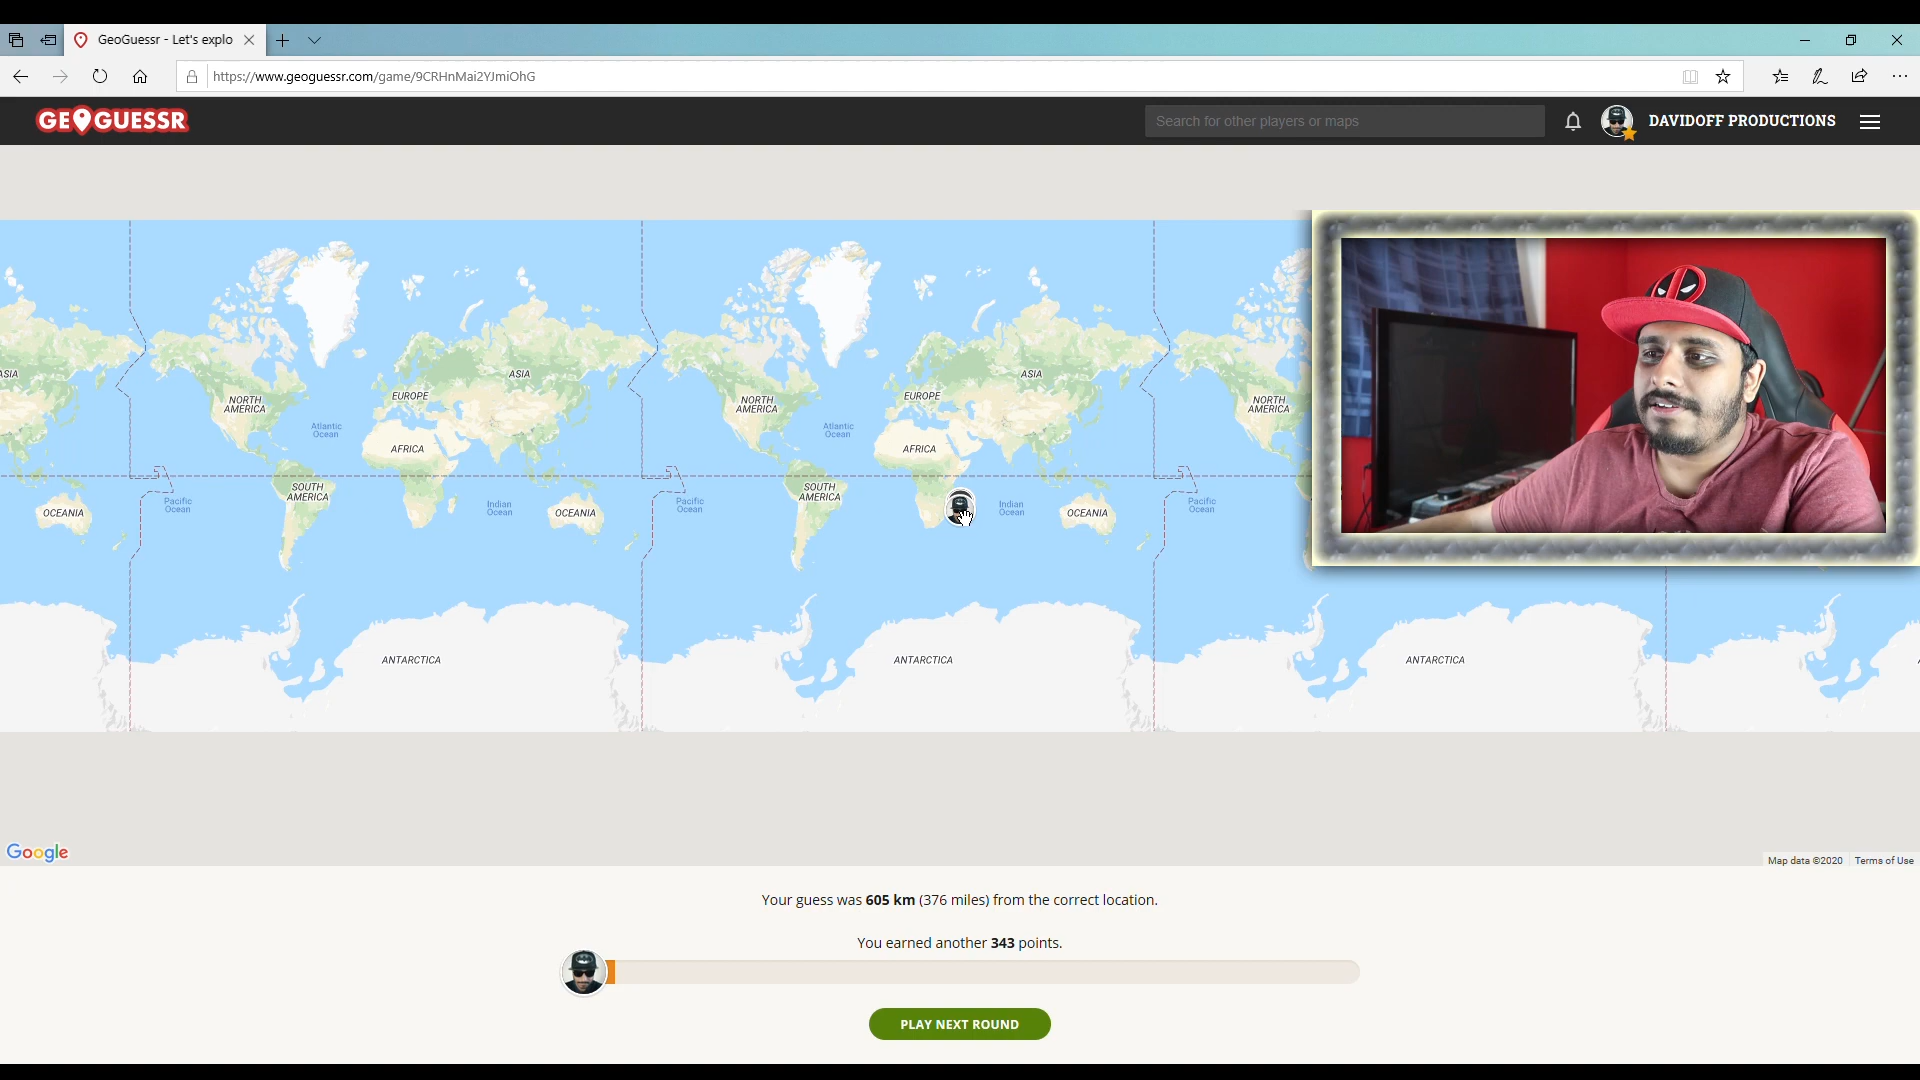 GeoGuessr - Let's explo
https://www.geoguessr.com/game/9CRHnMai2YJmiOhG
GEOGUESSR
Search for other players or maps
DAVIDOFF PRODUCTIONS
ASIA
NORTH AMERICA
EUROPE
ASIA
NORTH AMERICA
EUROPE
ASIA
NORTH AMERICA
Atlantic Ocean
Atlantic Ocean
AFRICA
AFRICA
SOUTH AMERICA
SOUTH AMERICA
OCEANIA
Pacific Ocean
Indian Ocean
OCEANIA
Pacific Ocean
Indian Ocean
OCEANIA
Pacific Ocean
ANTARCTICA
ANTARCTICA
ANTARCTICA
Google
Map data ©2020
Terms of Use
Your guess was 605 km (376 miles) from the correct location.
You earned another 343 points.
PLAY NEXT ROUND